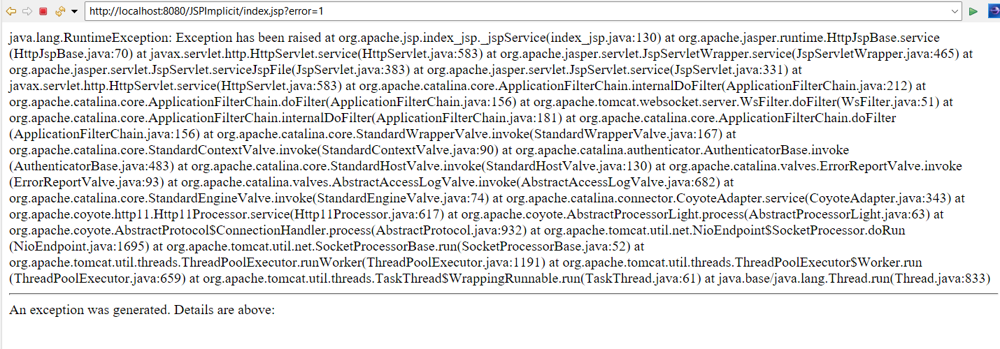 http://localhost:8080/JSPImplicit/index.jsp?error=1
java.lang.RuntimeException: Exception has been raised at org.apache.jsp.index_jsp._jspService(index_jsp.java:130) at org.apache.jasper.runtime.HttpJspBase.service
(HttpJspBase.java:70) at javax.servlet.http.HttpServlet.service(HttpServlet.java:583) at org.apache.jasper.servlet.JspServletWrapper.service(JspServletWrapper.java:465) at
org.apache.jasper.servlet.JspServlet.serviceJspFile(JspServlet.java:383) at org.apache.jasper.servlet.JspServlet.service(JspServlet.java:331) at
javax.servlet.http.HttpServlet.service(HttpServlet.java:583) at org.apache.catalina.core.ApplicationFilterChain.internalDoFilter(ApplicationFilterChain.java:212) at
org.apache.catalina.core.ApplicationFilterChain.doFilter(ApplicationFilterChain.java:156) at org.apache.tomcat.websocket.server.WsFilter.doFilter(WsFilter.java:51) at
org.apache.catalina.core.ApplicationFilterChain.internalDoFilter(ApplicationFilterChain.java:181) at org.apache.catalina.core.ApplicationFilterChain.doFilter
(ApplicationFilterChain.java:156) at org.apache.catalina.core.StandardWrapperValve.invoke(StandardWrapperValve.java:167) at
org.apache.catalina.core.StandardContextValve.invoke(StandardContextValve.java:90) at org.apache.catalina.authenticator.AuthenticatorBase.invoke
(AuthenticatorBase.java:483) at org.apache.catalina.core.StandardHostValve.invoke(StandardHostValve.java:130) at org.apache.catalina.valves.ErrorReportValve.invoke
(ErrorReportValve.java:93) at org.apache.catalina.valves.AbstractAccessLogValve.invoke(AbstractAccessLogValve.java:682) at
org.apache.catalina.core.StandardEngineValve.invoke(StandardEngineValve.java:74) at org.apache.catalina.connector.CoyoteAdapter.service(CoyoteAdapter.java:343) at
org.apache.coyote.http11.Http11Processor.service(Http11Processor.java:617) at org.apache.coyote.AbstractProcessorLight.process(AbstractProcessorLight.java:63) at
org.apache.coyote.AbstractProtocol$ConnectionHandler.process(AbstractProtocol.java:932) at org.apache.tomcat.util.net.NioEndpoint$SocketProcessor.doRun
(NioEndpoint.java:1695) at org.apache.tomcat.util.net.SocketProcessorBase.run(SocketProcessorBase.java:52) at
org.apache.tomcat.util.threads.ThreadPoolExecutor.runWorker(ThreadPoolExecutor.java:1191) at org.apache.tomcat.util.threads.ThreadPoolExecutor$Worker.run
(ThreadPoolExecutor.java:659) at org.apache.tomcat.util.threads.TaskThread$WrappingRunnable.run(TaskThread.java:61) at java.base/java.lang.Thread.run(Thread.java:833)
An exception was generated. Details are above: